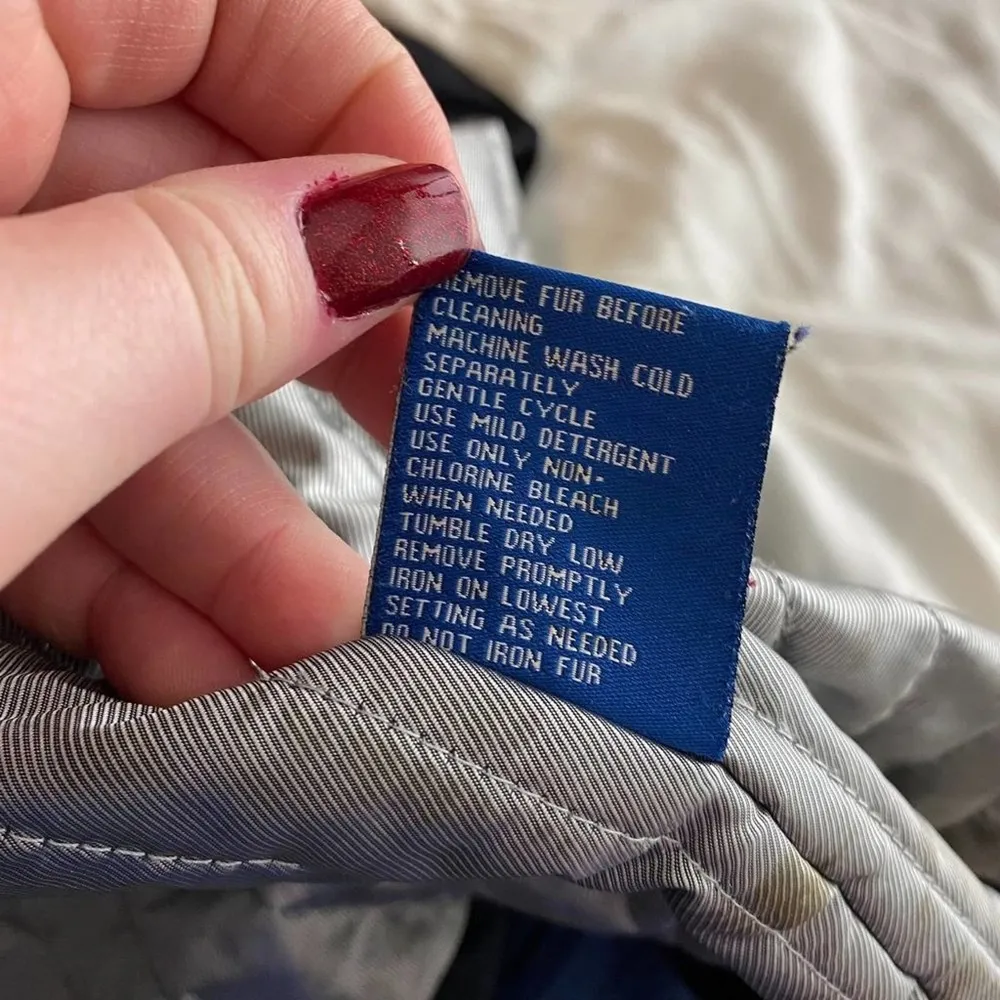 REMOVE FUR BEFORE
CLEANING
MACHINE WASH COLD
SEPARATELY
GENTLE CYCLE
USE MILD DETERGENT
USE ONLY NON-
CHLORINE BLEACH
WHEN NEEDED
TUMBLE DRY LOW
REMOVE PROMPTLY
IRON ON LOWEST
SETTING AS NEEDED
DO NOT IRON FUR